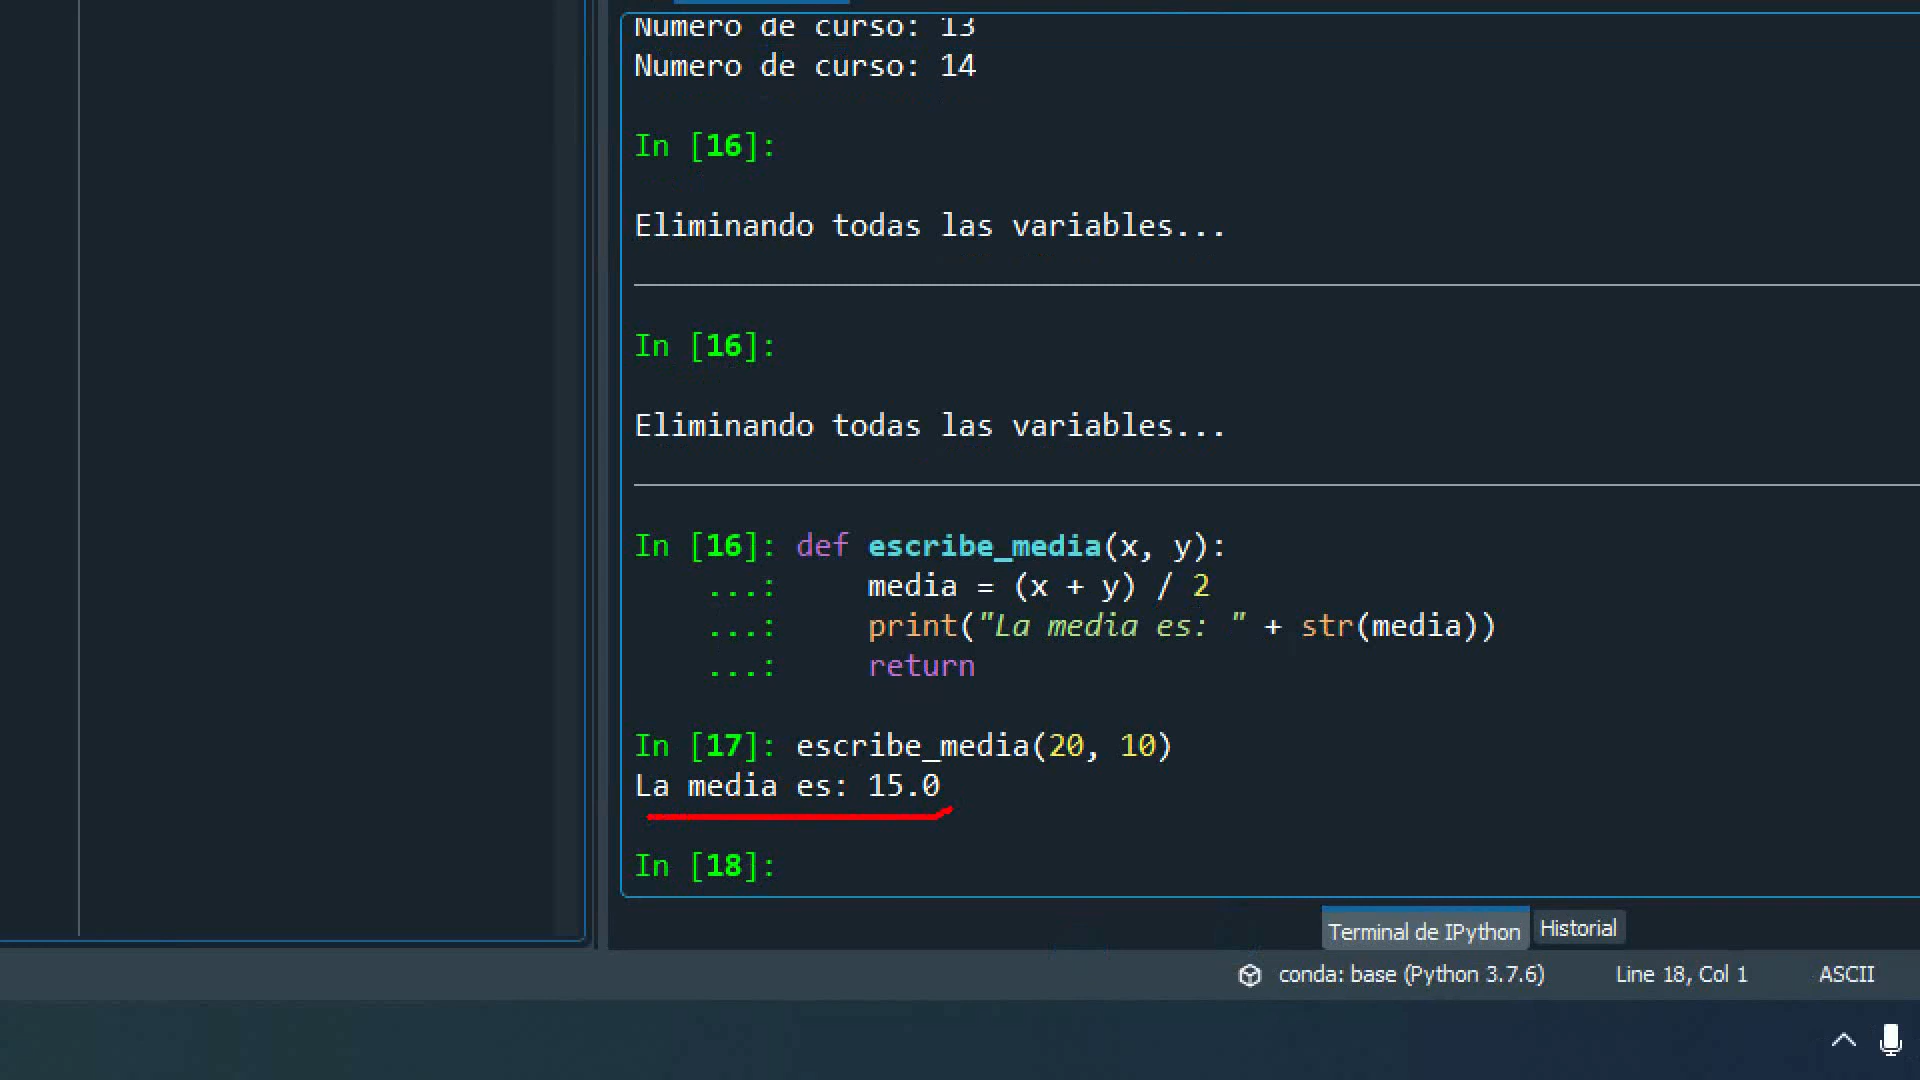 Numero de curso: 13
Numero de curso: 14
In [16]:
Eliminando todas las variables...
In [16]:
Eliminando todas las variables...
In [16]: def escribe_media(x, y):
...:     media = (x + y) / 2
...:     print("La media es: " + str(media))
...:     return
In [17]: escribe_media(20, 10)
La media es: 15.0
In [18]:
Terminal de IPython Historial
conda: base (Python 3.7.6) Line 18, Col 1 ASCII